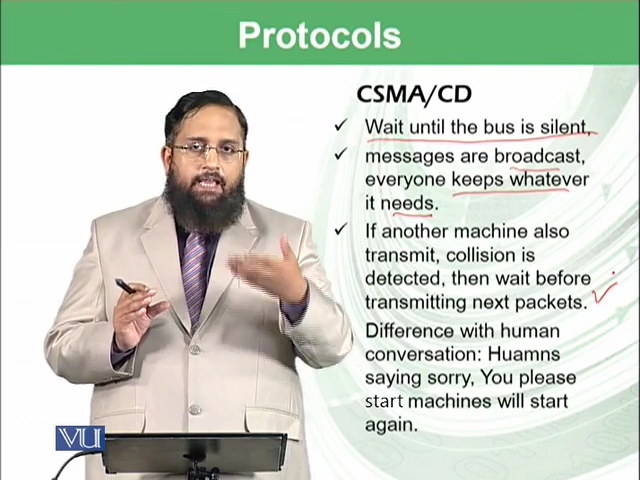 Protocols
CSMA/CD
✓ Wait until the bus is silent,
✓ messages are broadcast,
everyone keeps whatever
it needs.
✓ If another machine also
transmit, collision is
detected, then wait before
transmitting next packets.
Difference with human
conversation: Huamns
saying sorry, You please
start machines will start
again.
VU